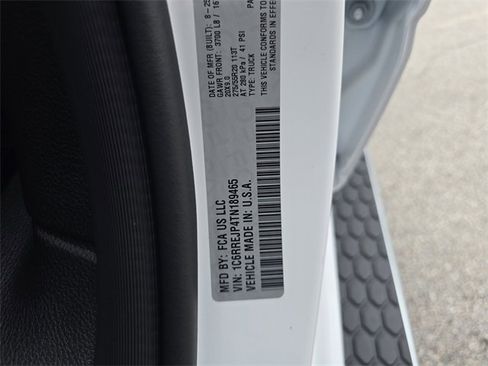 MFD BY: FCA US LLC
VIN: 1C6RREJP4TN189465
VEHICLE MADE IN: U.S.A.
DATE OF MFR (BUILT): 8-25
GAWR FRONT: 3700 LB / 16
20X9.0
275/55R20 113T
AT 280 kPa / 41 PSI
TYPE: TRUCK
THIS VEHICLE CONFORMS TO
STANDARDS IN EFFE